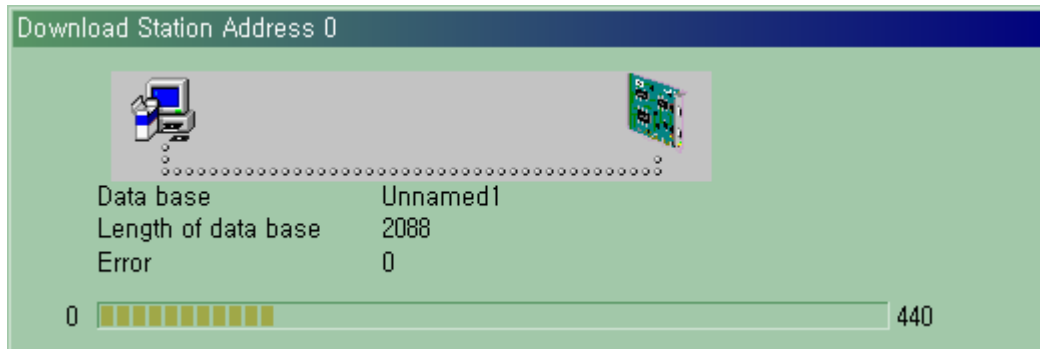 Download Station Address 0
Data base Unnamed1
Length of data base 2088
Error 0
0 440